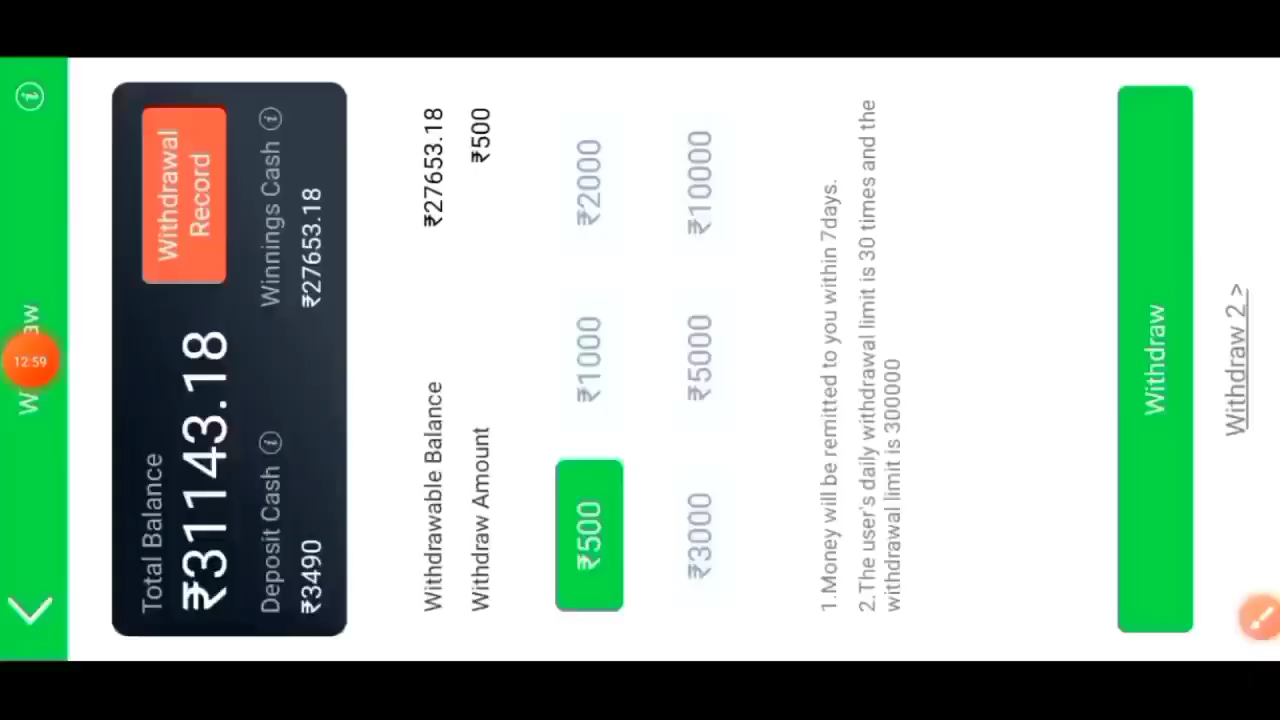 W aw
12:59
Total Balance
₹31143.18
Withdrawal
Record
Deposit Cash
Winnings Cash
₹3490
₹27653.18
Withdrawable Balance
₹27653.18
Withdraw Amount
₹500
₹500
₹1000
₹2000
₹3000
₹5000
₹10000
1.Money will be remitted to you within 7days.
2.The user's daily withdrawal limit is 30 times and the
withdrawal limit is 300000
Withdraw
Withdraw 2 >